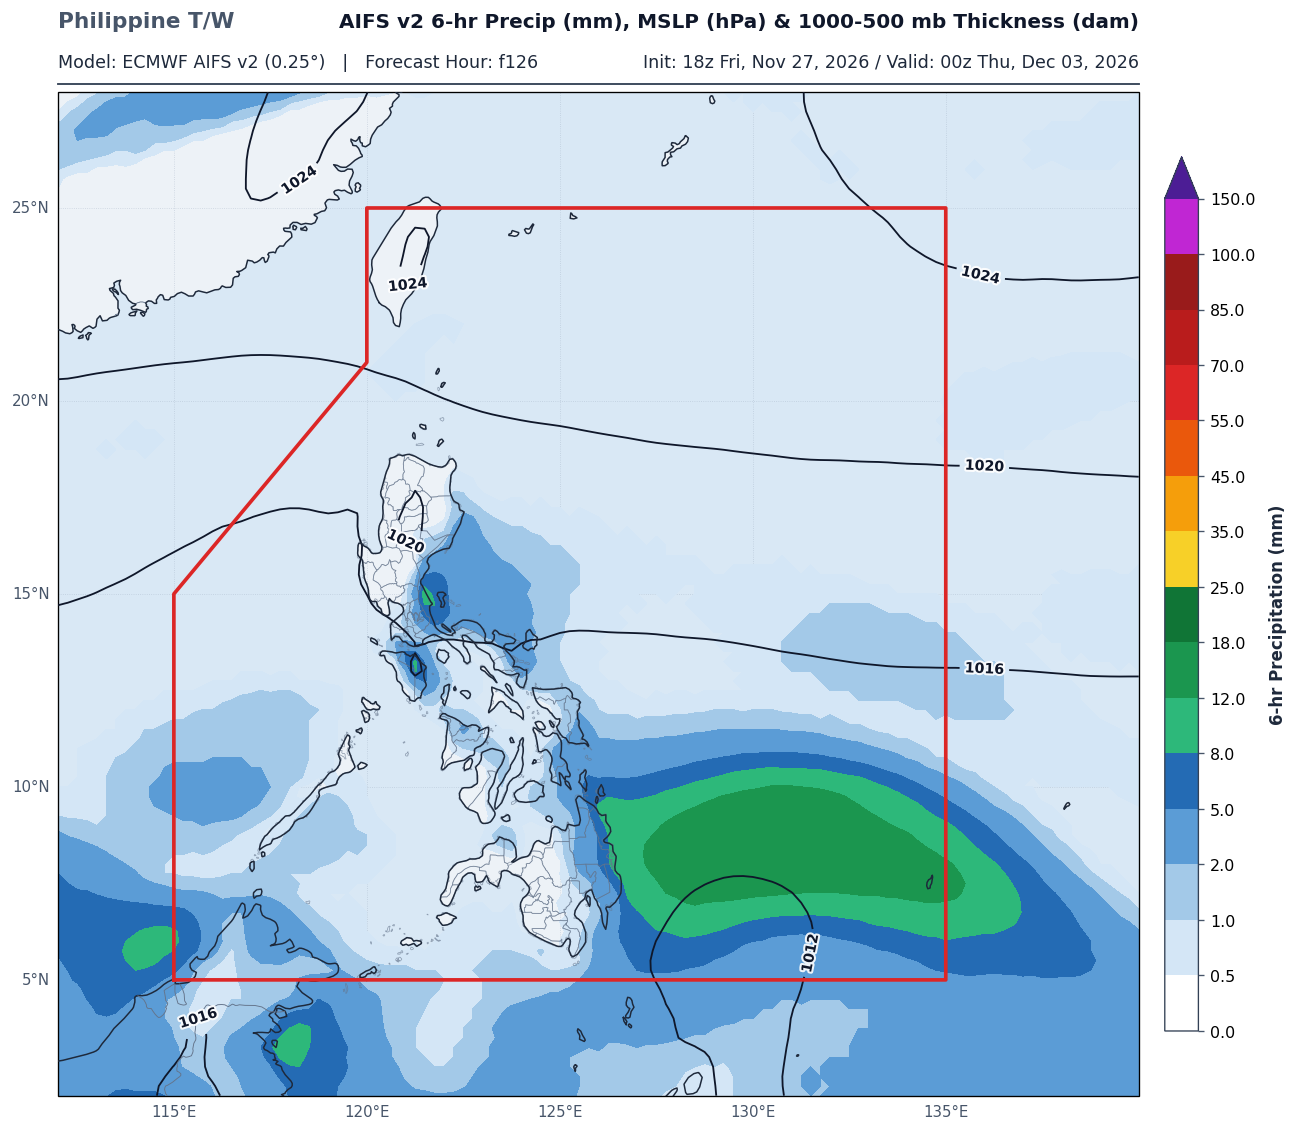 Philippine T/W
AIFS v2 6-hr Precip (mm), MSLP (hPa) & 1000-500 mb Thickness (dam)
Model: ECMWF AIFS v2 (0.25°) | Forecast Hour: f126
Init: 18z Fri, Nov 27, 2026 / Valid: 00z Thu, Dec 03, 2026
1024
25°N
1024
1024
20°N
1020
1020
15°N
1016
10°N
1012
5°N
1016
115°E
120°E
125°E
130°E
135°E
150.0
100.0
85.0
70.0
55.0
45.0
35.0
25.0
18.0
12.0
8.0
5.0
2.0
1.0
0.5
0.0
6-hr Precipitation (mm)